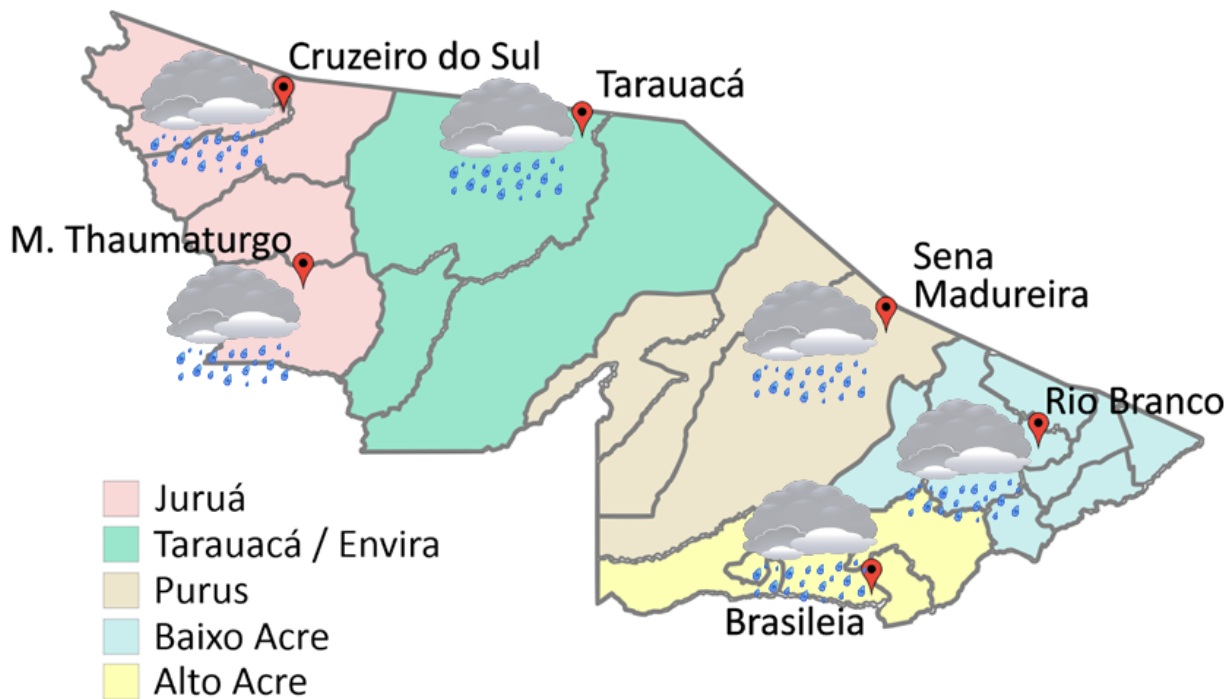 Cruzeiro do Sul
Tarauacá
M. Thaumaturgo
Sena
Madureira
Rio Branco
Brasileia
Juruá
Tarauacá / Envira
Purus
Baixo Acre
Alto Acre